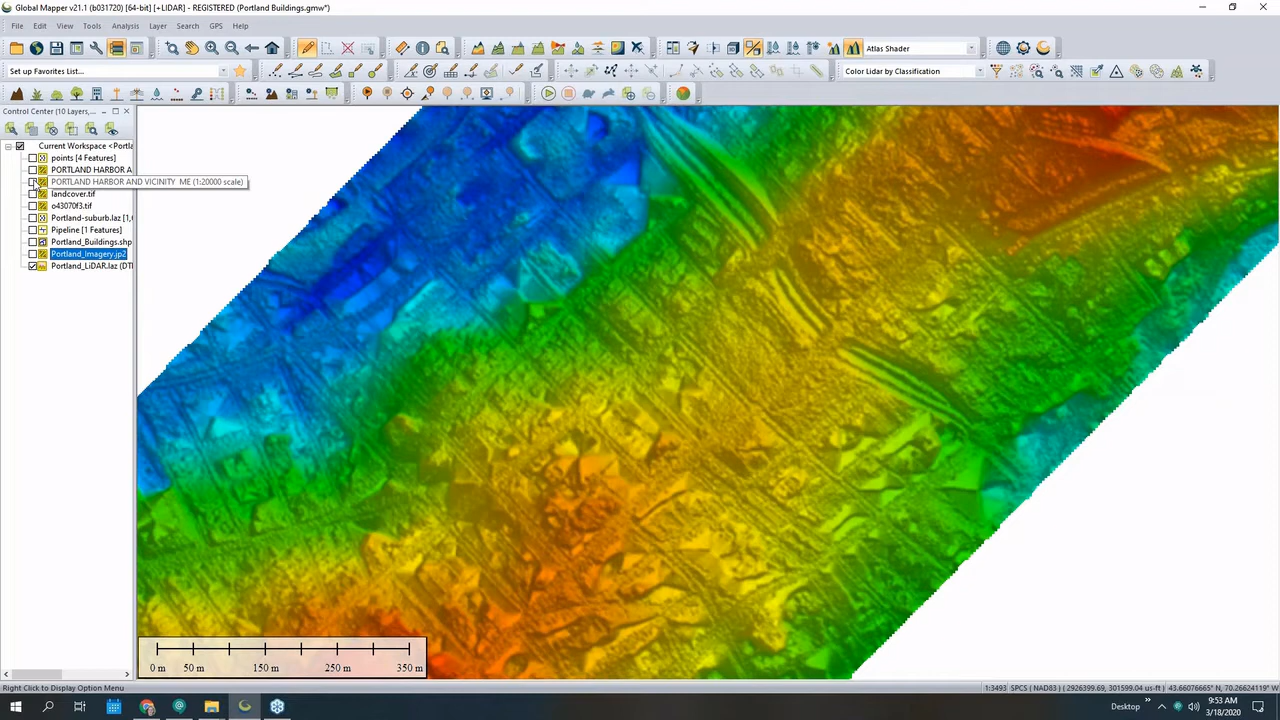 Global Mapper v21.1 (b031720) [64-bit] [+LIDAR] - REGISTERED (Portland Buildings.gmw*)
File Edit View Tools Analysis Layer Search GPS Help
Atlas Shader
Set up Favorites List...
Color Lidar by Classification
Control Center (10 Layers,...
Current Workspace <Portla
points [4 Features]
PORTLAND HARBOR A
PORTLAND HARBOR AND VICINITY ME (1:20000 scale)
landcover.tif
o43070f3.tif
Portland-suburb.laz [1,
Pipeline [1 Features]
Portland_Buildings.shp
Portland_Imagery.jp2
Portland_LiDAR.laz (DT
0 m 50 m 150 m 250 m 350 m
Right Click to Display Option Menu
1:3493 SPCS (NAD83) ( 2926399.69, 301599.04 us-ft ) 43.66076685° N, 70.26624119° W
Desktop
9:53 AM
3/18/2020